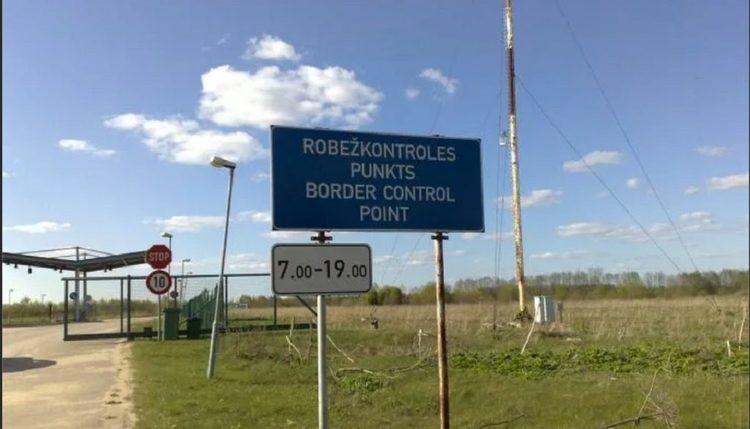 ROBEŽKONTROLES
PUNKTS
BORDER CONTROL
POINT
7.00-19.00
STOP
10